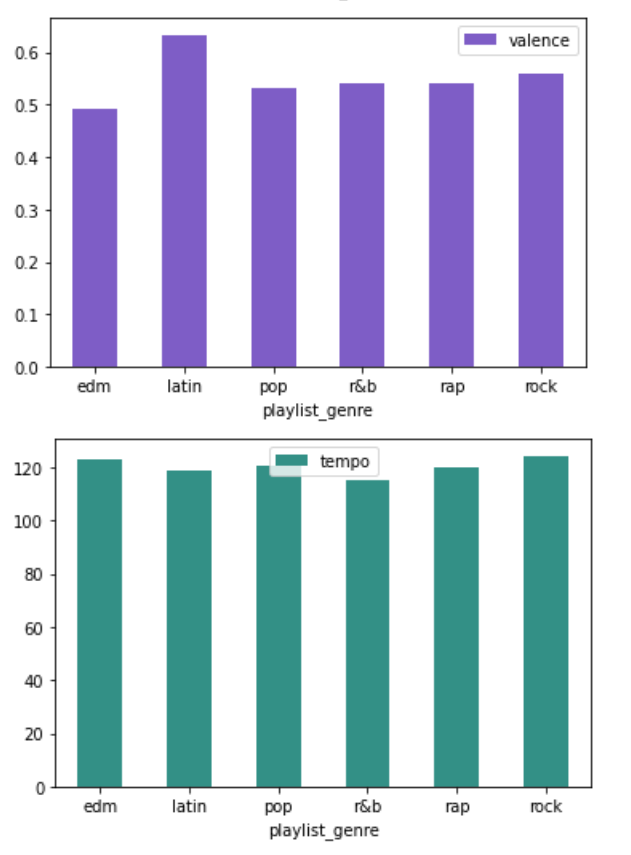 valence
0.6
0.5
0.4
0.3
0.2
0.1
0.0
edm latin pop r&b rap rock
playlist_genre
tempo
120
100
80
60
40
20
0
edm latin pop r&b rap rock
playlist_genre